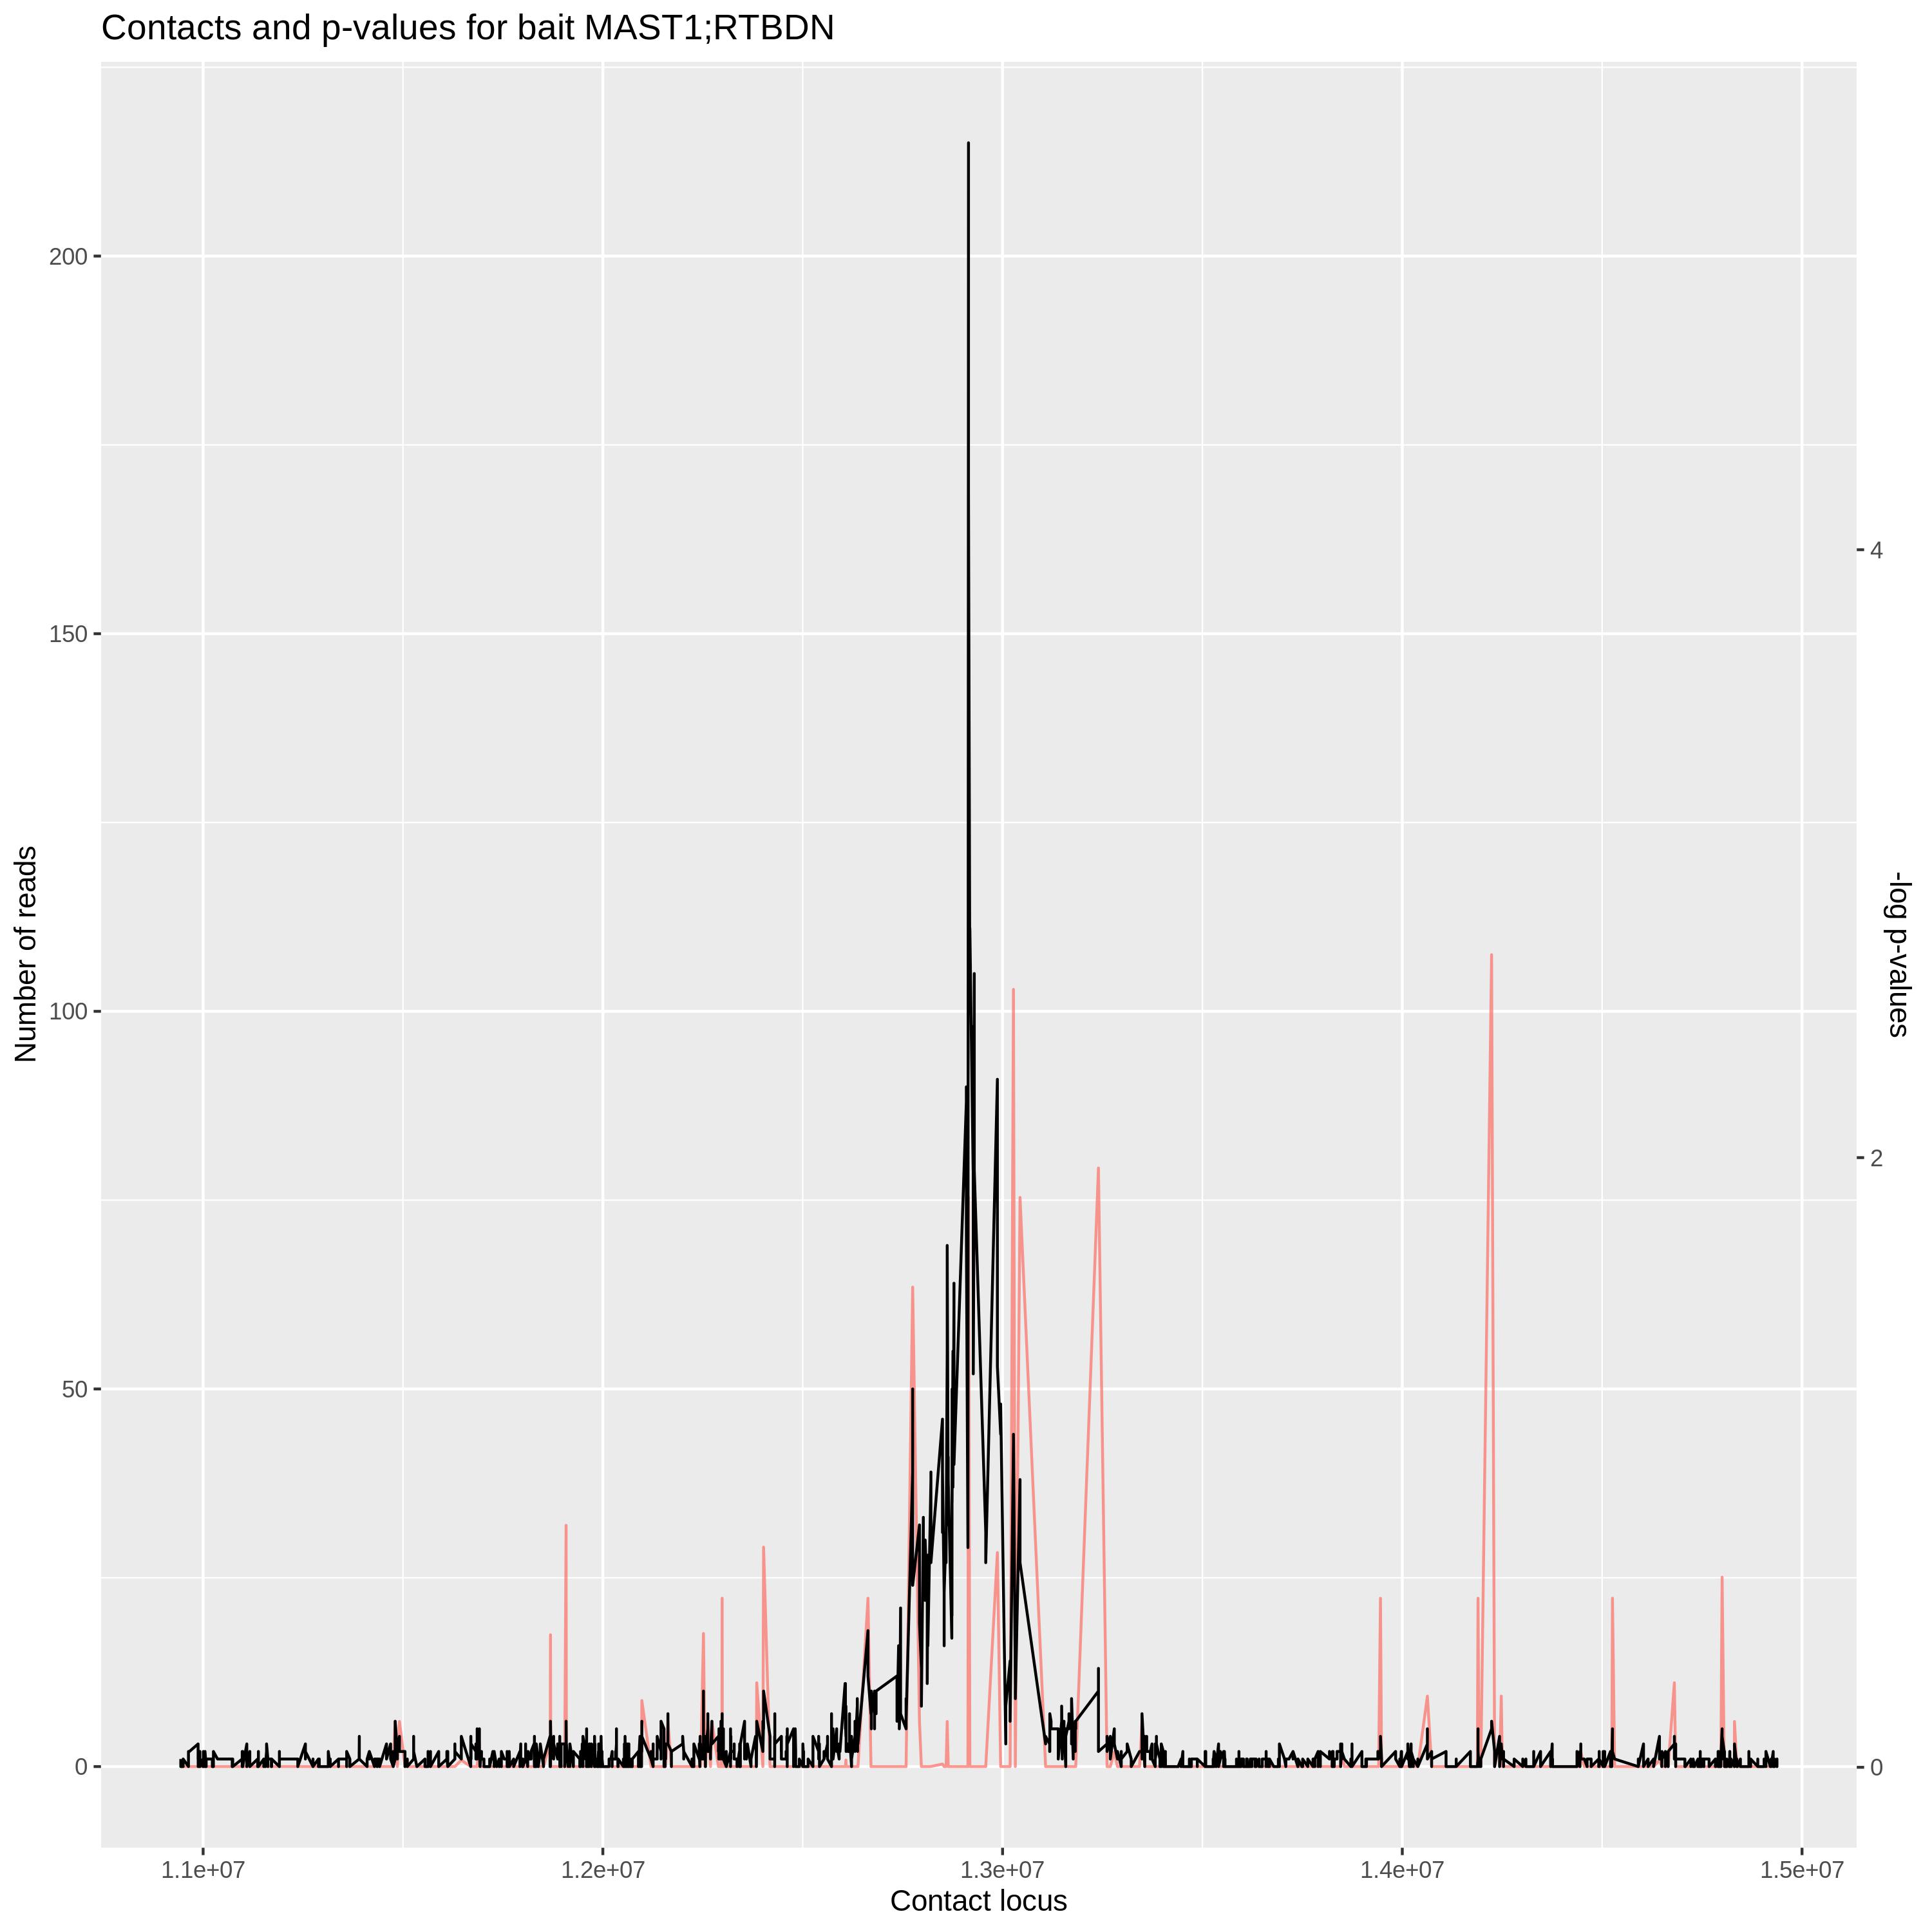 Contacts and p-values for bait MAST1;RTBDN
Number of reads
200
150
100
50
0
4
2
0
-log p-values
1.1e+07
1.2e+07
1.3e+07
1.4e+07
1.5e+07
Contact locus